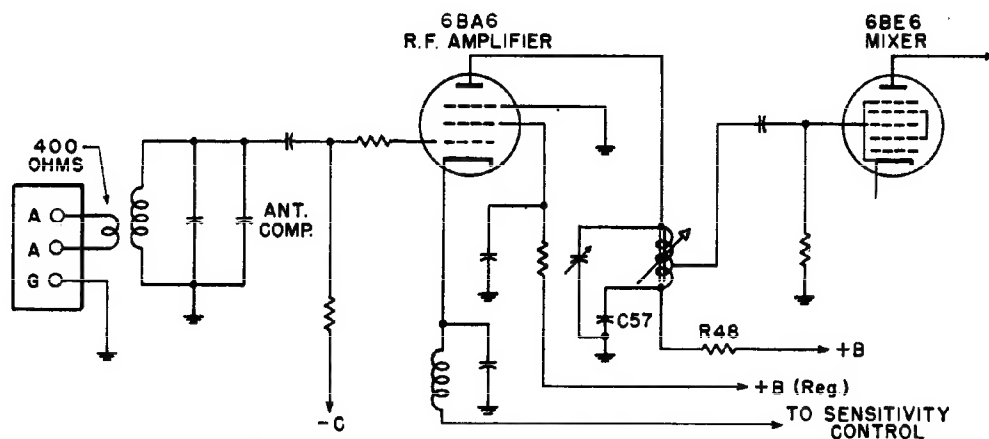 6BA6
R.F. AMPLIFIER
6BE6
MIXER
400
OHMS
A
A
G
ANT.
COMP.
C57
R48
+B
+B (Reg.)
-C
TO SENSITIVITY
CONTROL